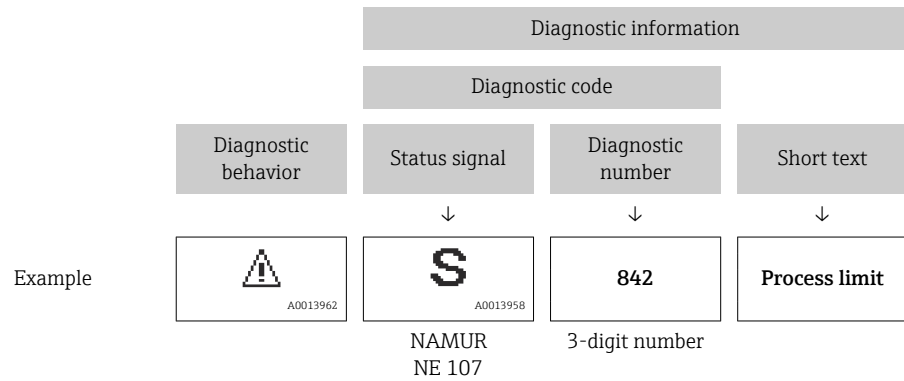 Diagnostic information
Diagnostic code
Diagnostic
behavior
Status signal
Diagnostic
number
Short text
↓
↓
↓
Example
A0013962
S
A0013958
842
Process limit
NAMUR
NE 107
3-digit number